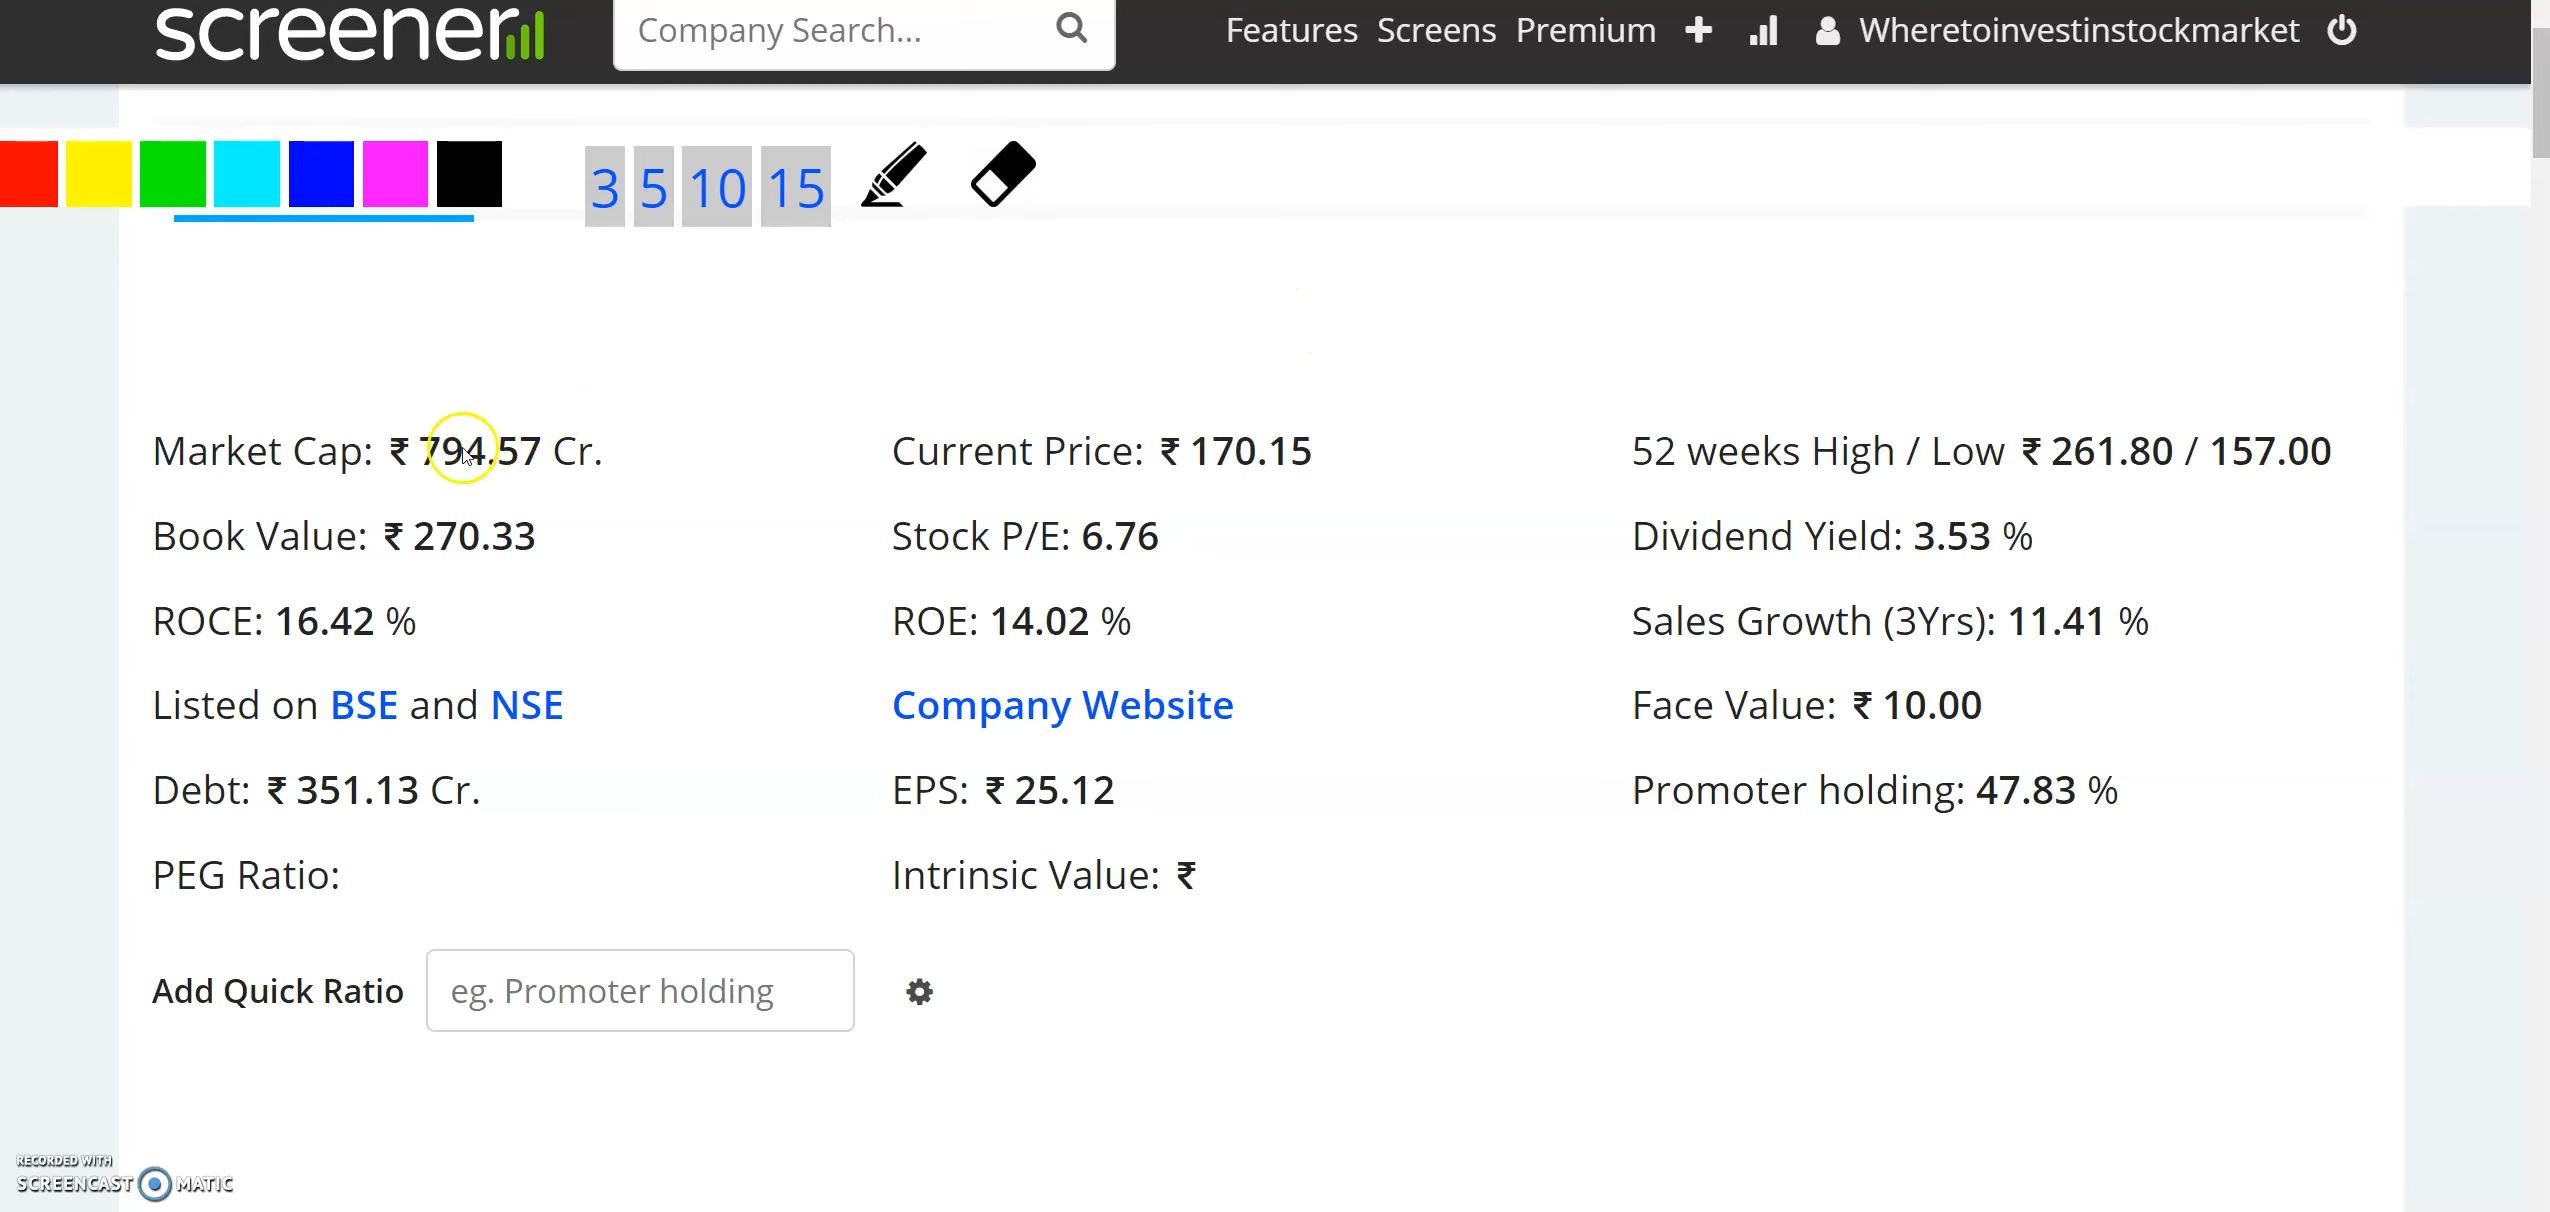 screener
Company Search...
Features Screens Premium Wheretoinvestinstockmarket
3 5 10 15
Market Cap: ₹ 794.57 Cr.
Current Price: ₹ 170.15
52 weeks High / Low ₹ 261.80 / 157.00
Book Value: ₹ 270.33
Stock P/E: 6.76
Dividend Yield: 3.53 %
ROCE: 16.42 %
ROE: 14.02 %
Sales Growth (3Yrs): 11.41 %
Listed on BSE and NSE
Company Website
Face Value: ₹ 10.00
Debt: ₹ 351.13 Cr.
EPS: ₹ 25.12
Promoter holding: 47.83 %
PEG Ratio:
Intrinsic Value: ₹
Add Quick Ratio
eg. Promoter holding
RECORDED WITH
SCREENCAST MATIC